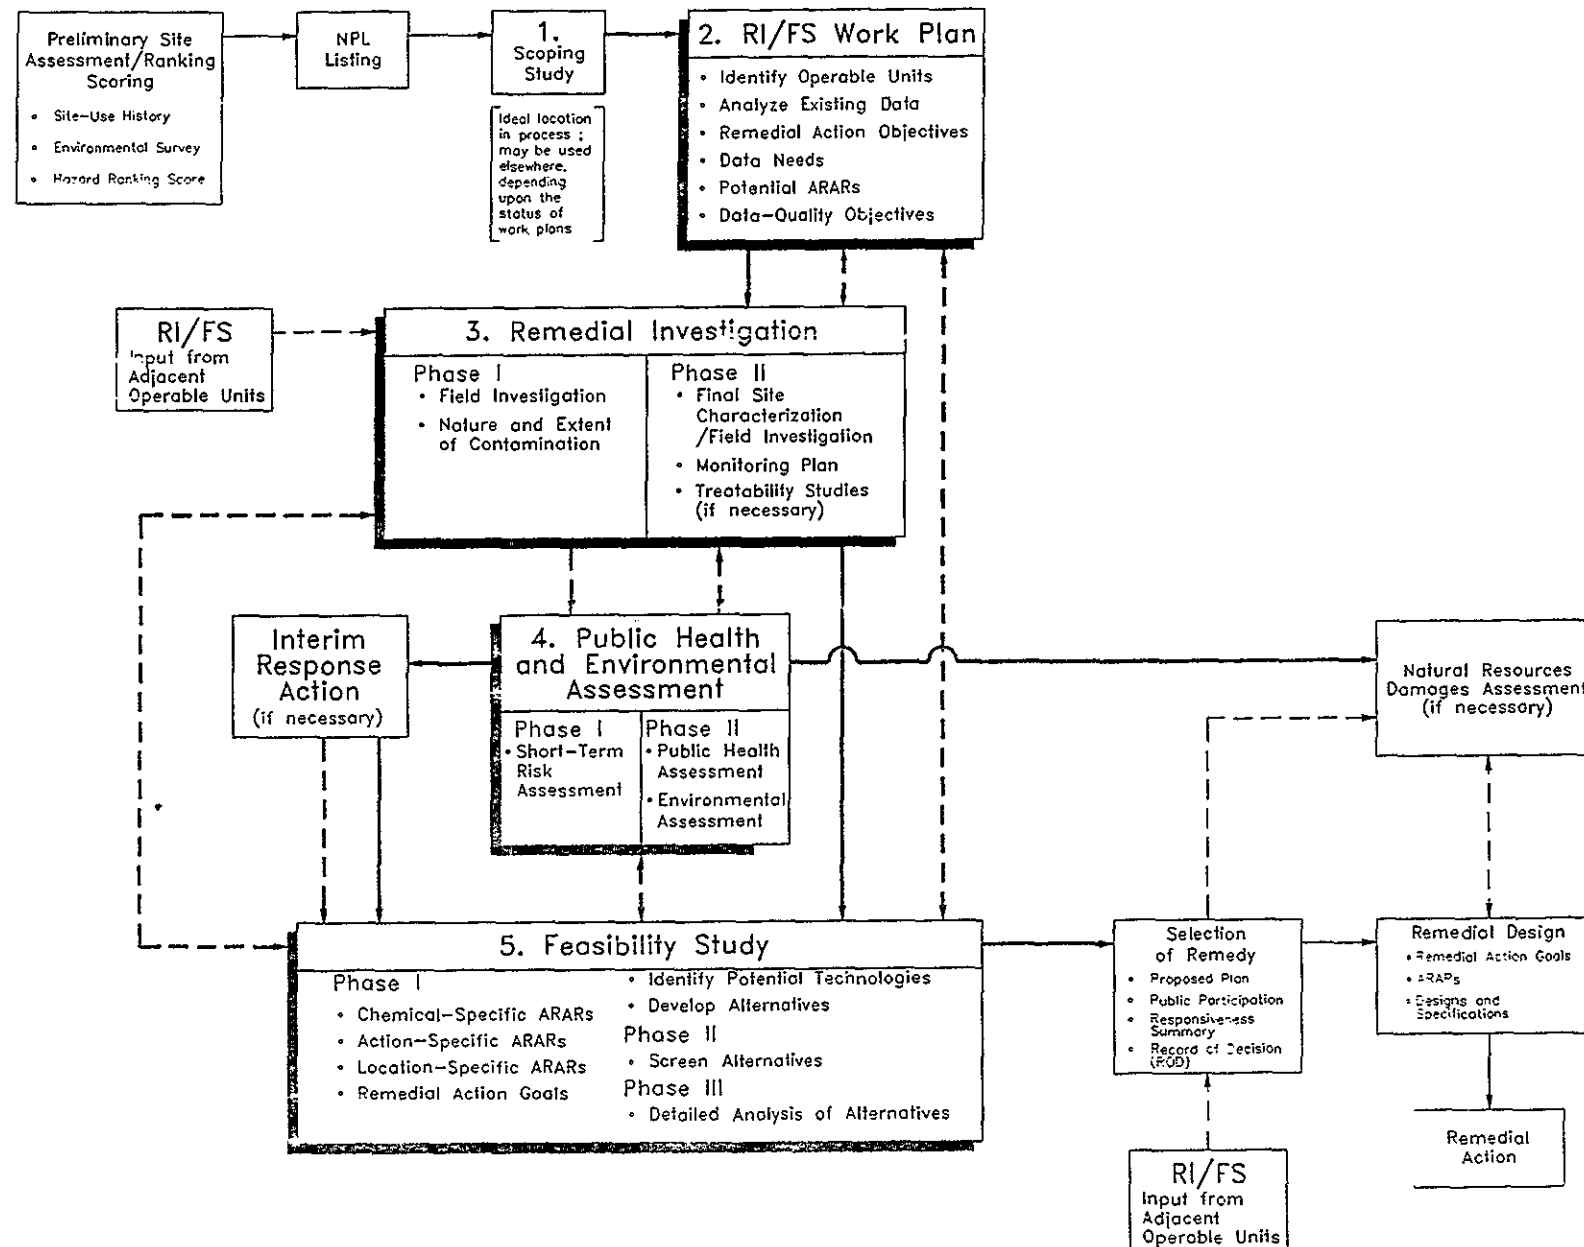 Preliminary Site
Assessment/Ranking
Scoring
• Site-Use History
• Environmental Survey
• Hazard Ranking Score
NPL
Listing
1.
Scoping
Study
Ideal location
in process ;
may be used
elsewhere,
depending
upon the
status of
work plans
2. RI/FS Work Plan
• Identify Operable Units
• Analyze Existing Data
• Remedial Action Objectives
• Data Needs
• Potential ARARs
• Data-Quality Objectives
RI/FS
Input from
Adjacent
Operable Units
3. Remedial Investigation
Phase I
• Field Investigation
• Nature and Extent
of Contamination
Phase II
• Final Site
Characterization
/Field Investigation
• Monitoring Plan
• Treatability Studies
(if necessary)
Interim
Response
Action
(if necessary)
4. Public Health
and Environmental
Assessment
Phase I
• Short-Term
Risk
Assessment
Phase II
• Public Health
Assessment
• Environmental
Assessment
Natural Resources
Damages Assessment
(if necessary)
5. Feasibility Study
Phase I
• Chemical-Specific ARARs
• Action-Specific ARARs
• Location-Specific ARARs
• Remedial Action Goals
• Identify Potential Technologies
• Develop Alternatives
Phase II
• Screen Alternatives
Phase III
• Detailed Analysis of Alternatives
Selection
of Remedy
• Proposed Plan
• Public Participation
• Responsiveness
Summary
• Record of Decision
(ROD)
Remedial Design
• Remedial Action Goals
• ARARs
• Designs and
Specifications
Remedial
Action
RI/FS
Input from
Adjacent
Operable Units